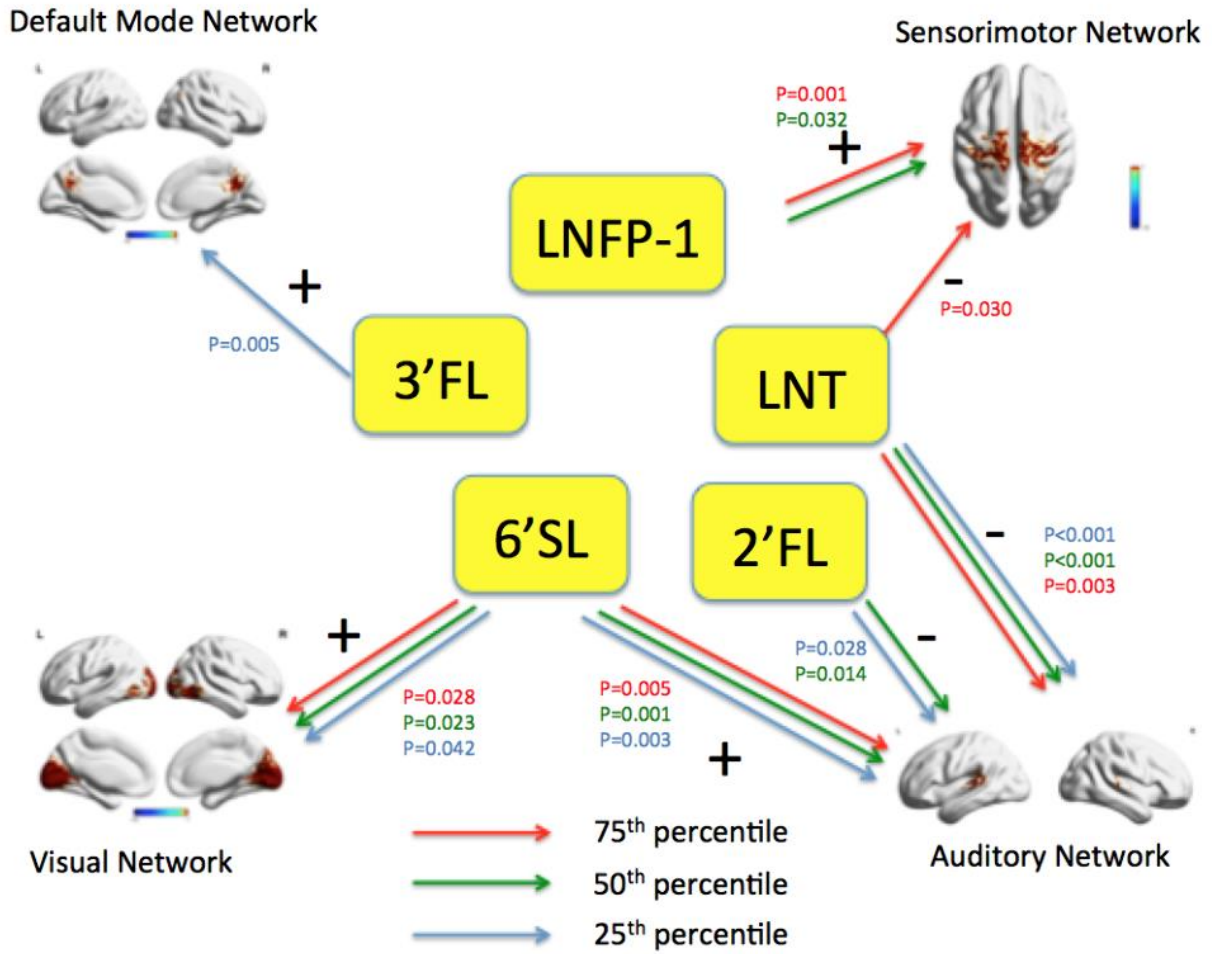 Default Mode Network
Sensorimotor Network
L
R
P=0.001
P=0.032
+
LNFP-1
+
-
P=0.005
P=0.030
3’FL
LNT
6’SL
2’FL
-
P<0.001
P<0.001
P=0.003
L
R
+
-
P=0.028
P=0.014
P=0.028
P=0.023
P=0.042
P=0.005
P=0.001
P=0.003
+
L
75th percentile
50th percentile
25th percentile
Visual Network
Auditory Network